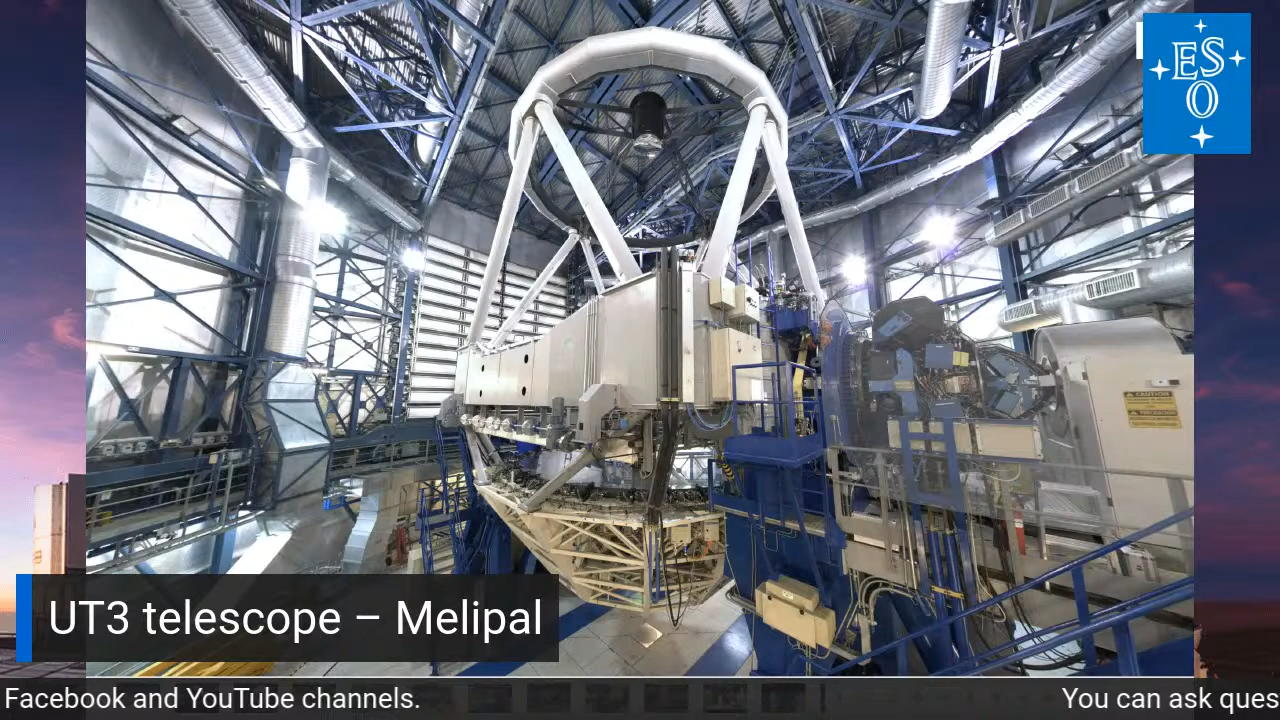 ESO
CAUTION
UT3 telescope – Melipal
Facebook and YouTube channels.
You can ask ques